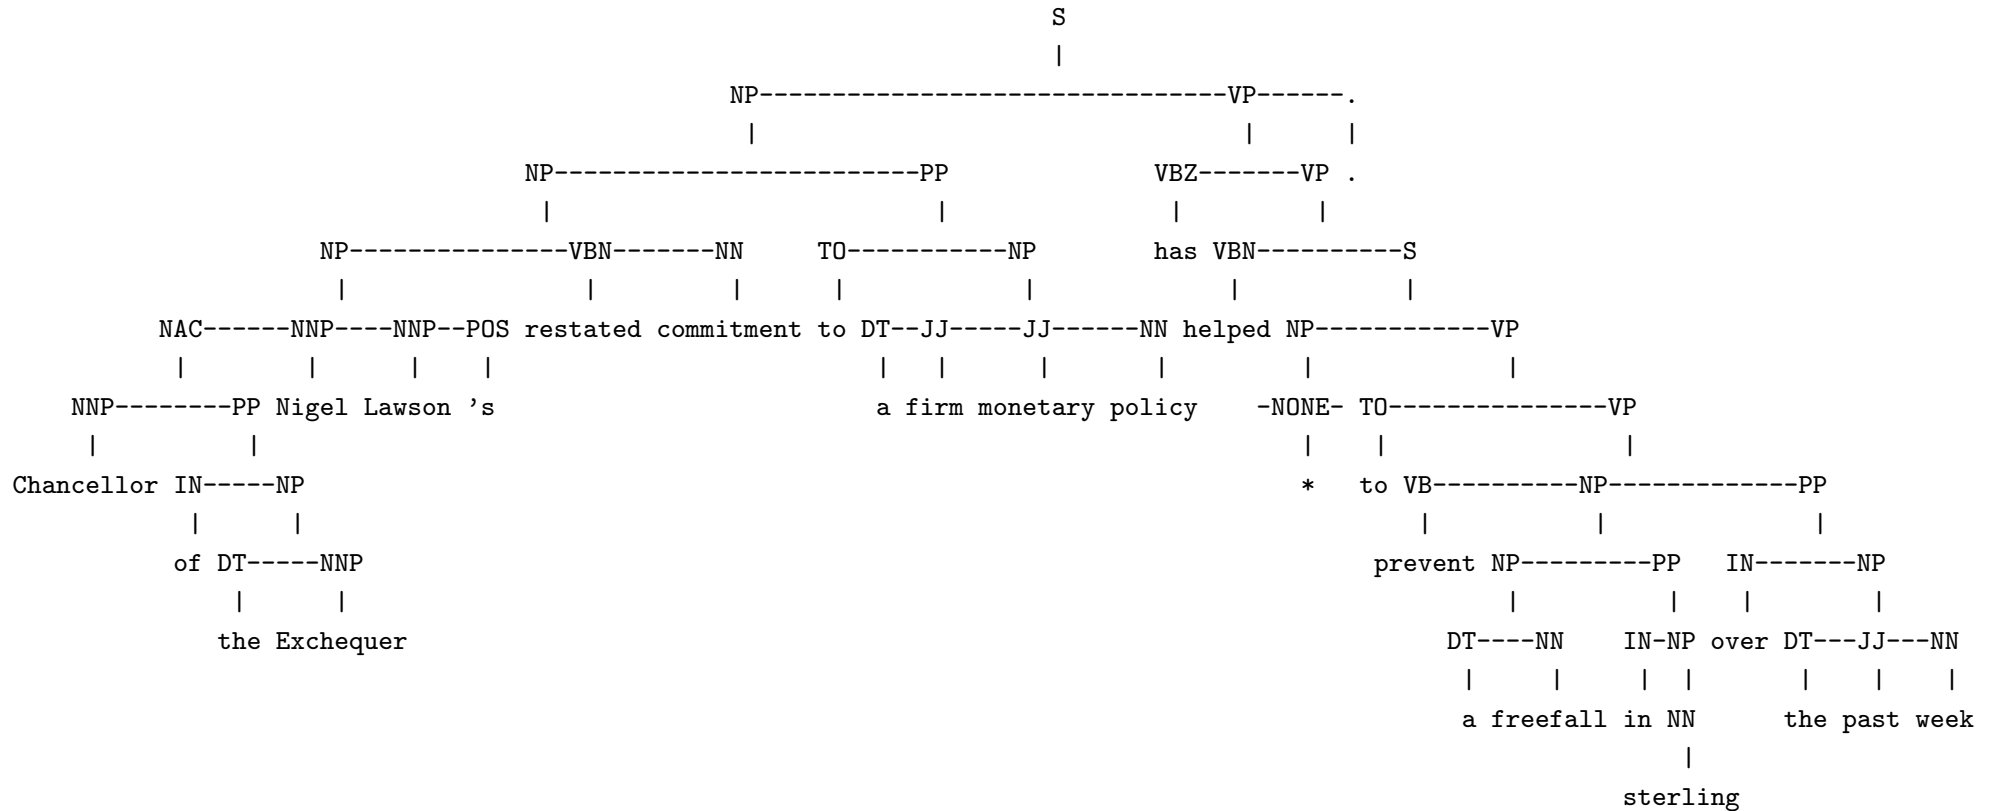 S
|
NP--------------------------------VP------.
| | |
NP-------------------------PP VBZ-------VP .
| | | |
NP---------------VBN-------NN TO-----------NP has VBN----------S
| | | | | | |
NAC------NNP----NNP--POS restated commitment to DT--JJ-----JJ------NN helped NP------------VP
| | | | | | | | | |
NNP--------PP Nigel Lawson ’s a firm monetary policy -NONE- TO---------------VP
| | | | |
Chancellor IN-----NP * to VB----------NP-------------PP
| | | | |
of DT-----NNP prevent NP---------PP IN-------NP
| | | | | |
the Exchequer DT----NN IN-NP over DT---JJ---NN
| | | | | | |
a freefall in NN the past week
|
sterling